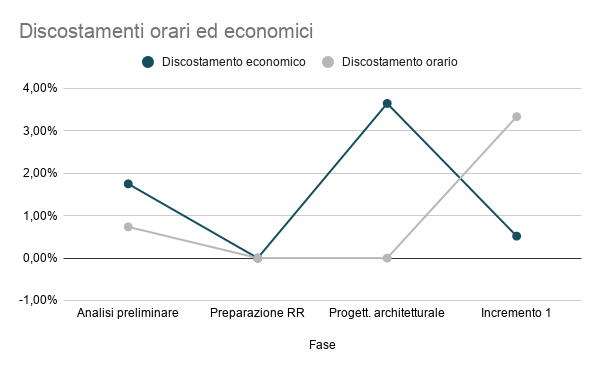 Discostamenti orari ed economici
Discostamento economico Discostamento orario
4,00%
3,00%
2,00%
1,00%
0,00%
-1,00%
Analisi preliminare Preparazione RR Progett. architetturale Incremento 1
Fase